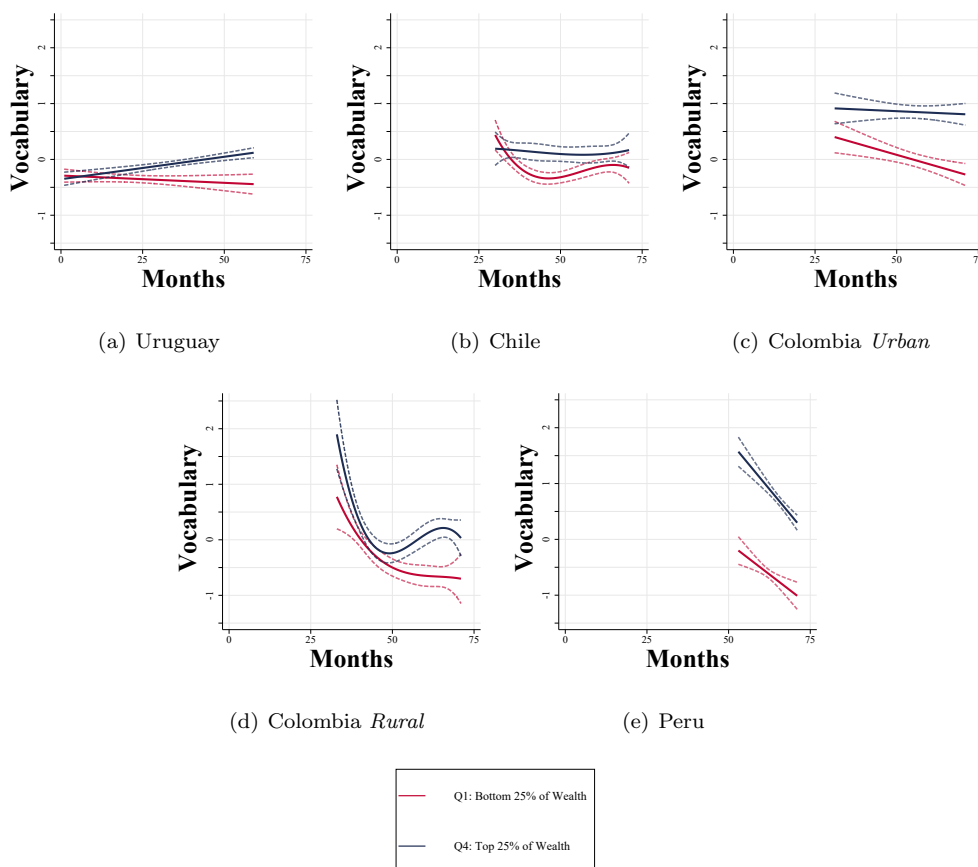 2
1
0
-1
Vocabulary
0 25 50 75
Months
(a) Uruguay
2
1
0
-1
Vocabulary
0 25 50 75
Months
(b) Chile
2
1
0
-1
Vocabulary
0 25 50 75
Months
(c) Colombia Urban
2
1
0
-1
Vocabulary
0 25 50 75
Months
(d) Colombia Rural
2
1
0
-1
Vocabulary
0 25 50 75
Months
(e) Peru
Q1: Bottom 25% of Wealth
Q4: Top 25% of Wealth